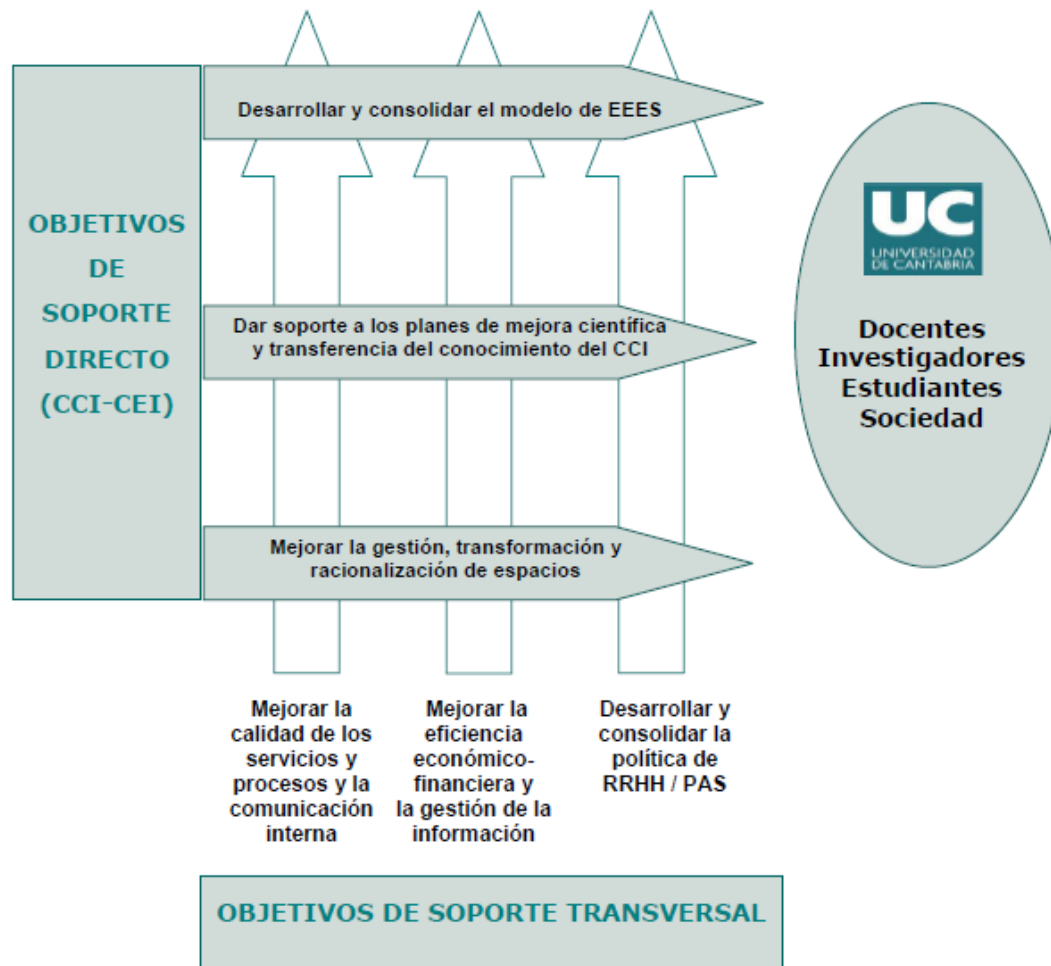 Desarrollar y consolidar el modelo de EEES
OBJETIVOS
DE
SOPORTE
DIRECTO
(CCI-CEI)
Dar soporte a los planes de mejora científica
y transferencia del conocimiento del CCI
Mejorar la gestión, transformación y
racionalización de espacios
UC
UNIVERSIDAD
DE CANTABRIA
Docentes
Investigadores
Estudiantes
Sociedad
Mejorar la
calidad de los
servicios y
procesos y la
comunicación
interna
Mejorar la
eficiencia
económico-
financiera y
la gestión de la
información
Desarrollar y
consolidar la
política de
RRHH / PAS
OBJETIVOS DE SOPORTE TRANSVERSAL